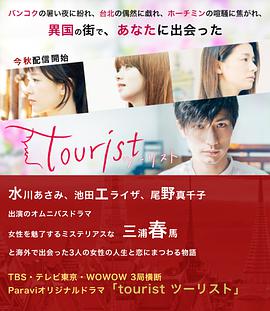 バンコクの暑い夜に紛れ、台北の偶然に戯れ、ホーチミンの喧騒に焦がれ、
異国の街で、あなたに出会った
今秋配信開始
tourist
ツーリスト
水川あさみ、池田エライザ、尾野真千子
出演のオムニバスドラマ
女性を魅了するミステリアスな 三浦春馬
と海外で出会った3人の女性の人生と恋にまつわる物語
TBS・テレビ東京・WOWOW 3局横断
Paraviオリジナルドラマ「tourist ツーリスト」